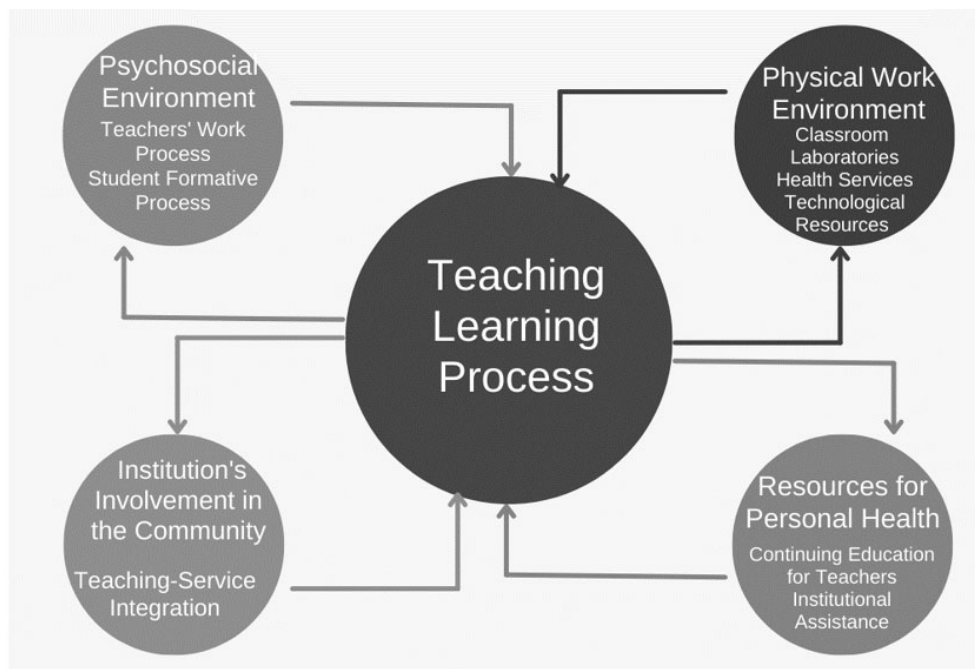 Psychosocial
Environment
Teachers' Work
Process
Student Formative
Process
Physical Work
Environment
Classroom
Laboratories
Health Services
Technological
Resources
Teaching
Learning
Process
Institution's
Involvement in
the Community
Teaching-Service
Integration
Resources for
Personal Health
Continuing Education
for Teachers
Institutional
Assistance